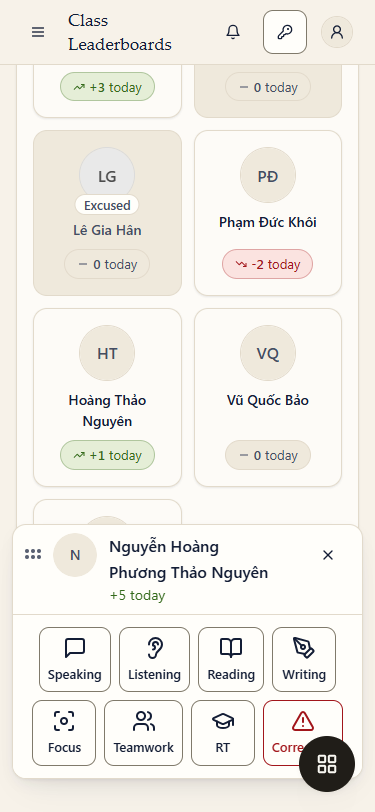 Class
Leaderboards
+3 today
0 today
LG
Excused
Lê Gia Hân
0 today
PĐ
Phạm Đức Khôi
-2 today
HT
Hoàng Thảo
Nguyên
+1 today
VQ
Vũ Quốc Bảo
0 today
N
Nguyễn Hoàng
Phương Thảo Nguyên
+5 today
Speaking
Listening
Reading
Writing
Focus
Teamwork
RT